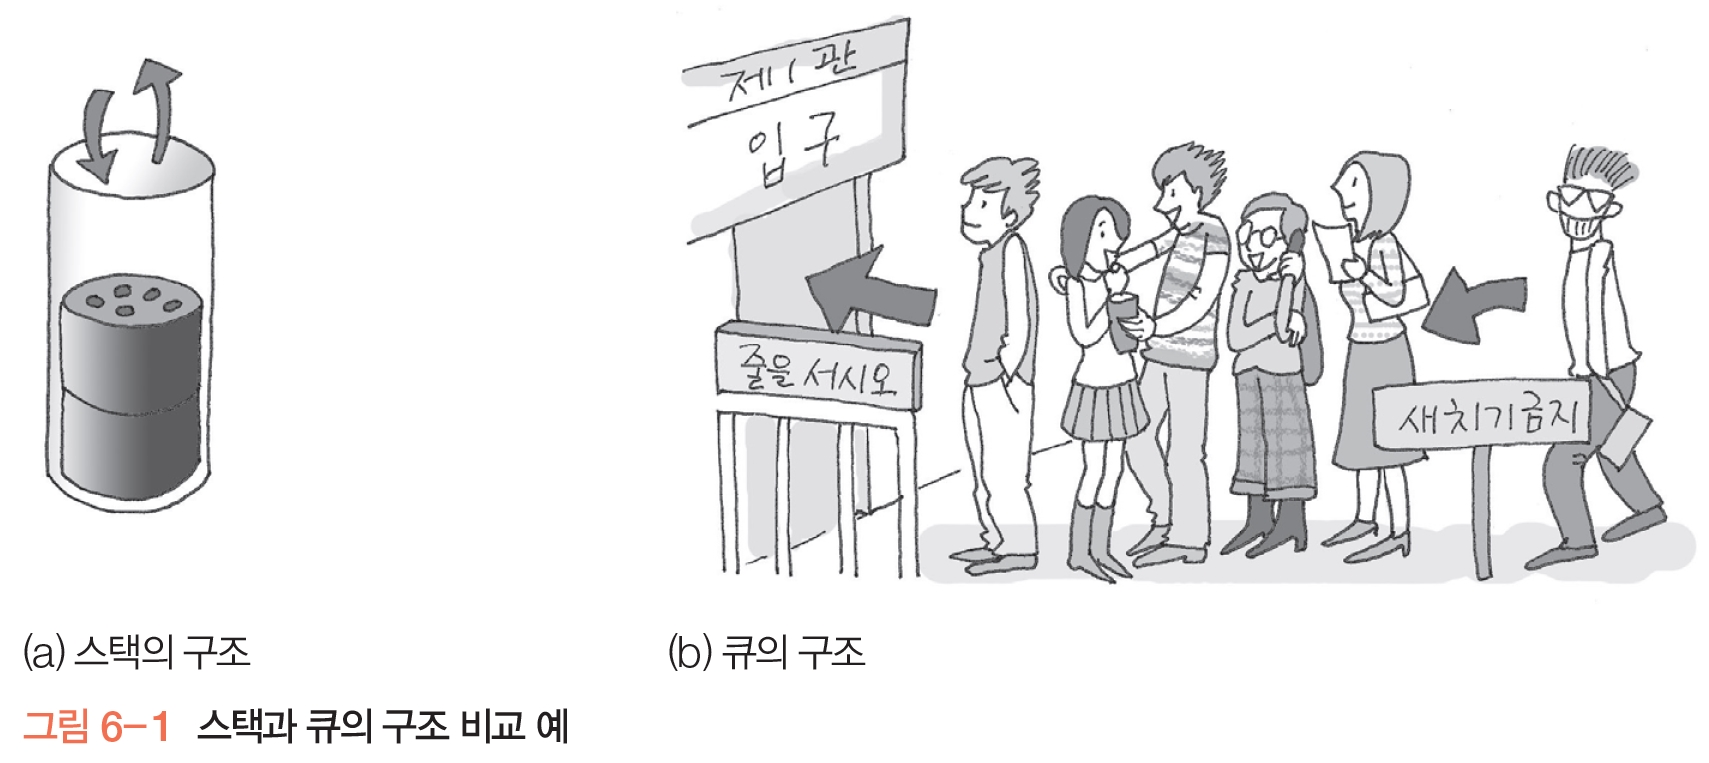 제1관
입구
줄을 서시오
새치기금지
(a) 스택의 구조
(b) 큐의 구조
그림 6-1 스택과 큐의 구조 비교 예